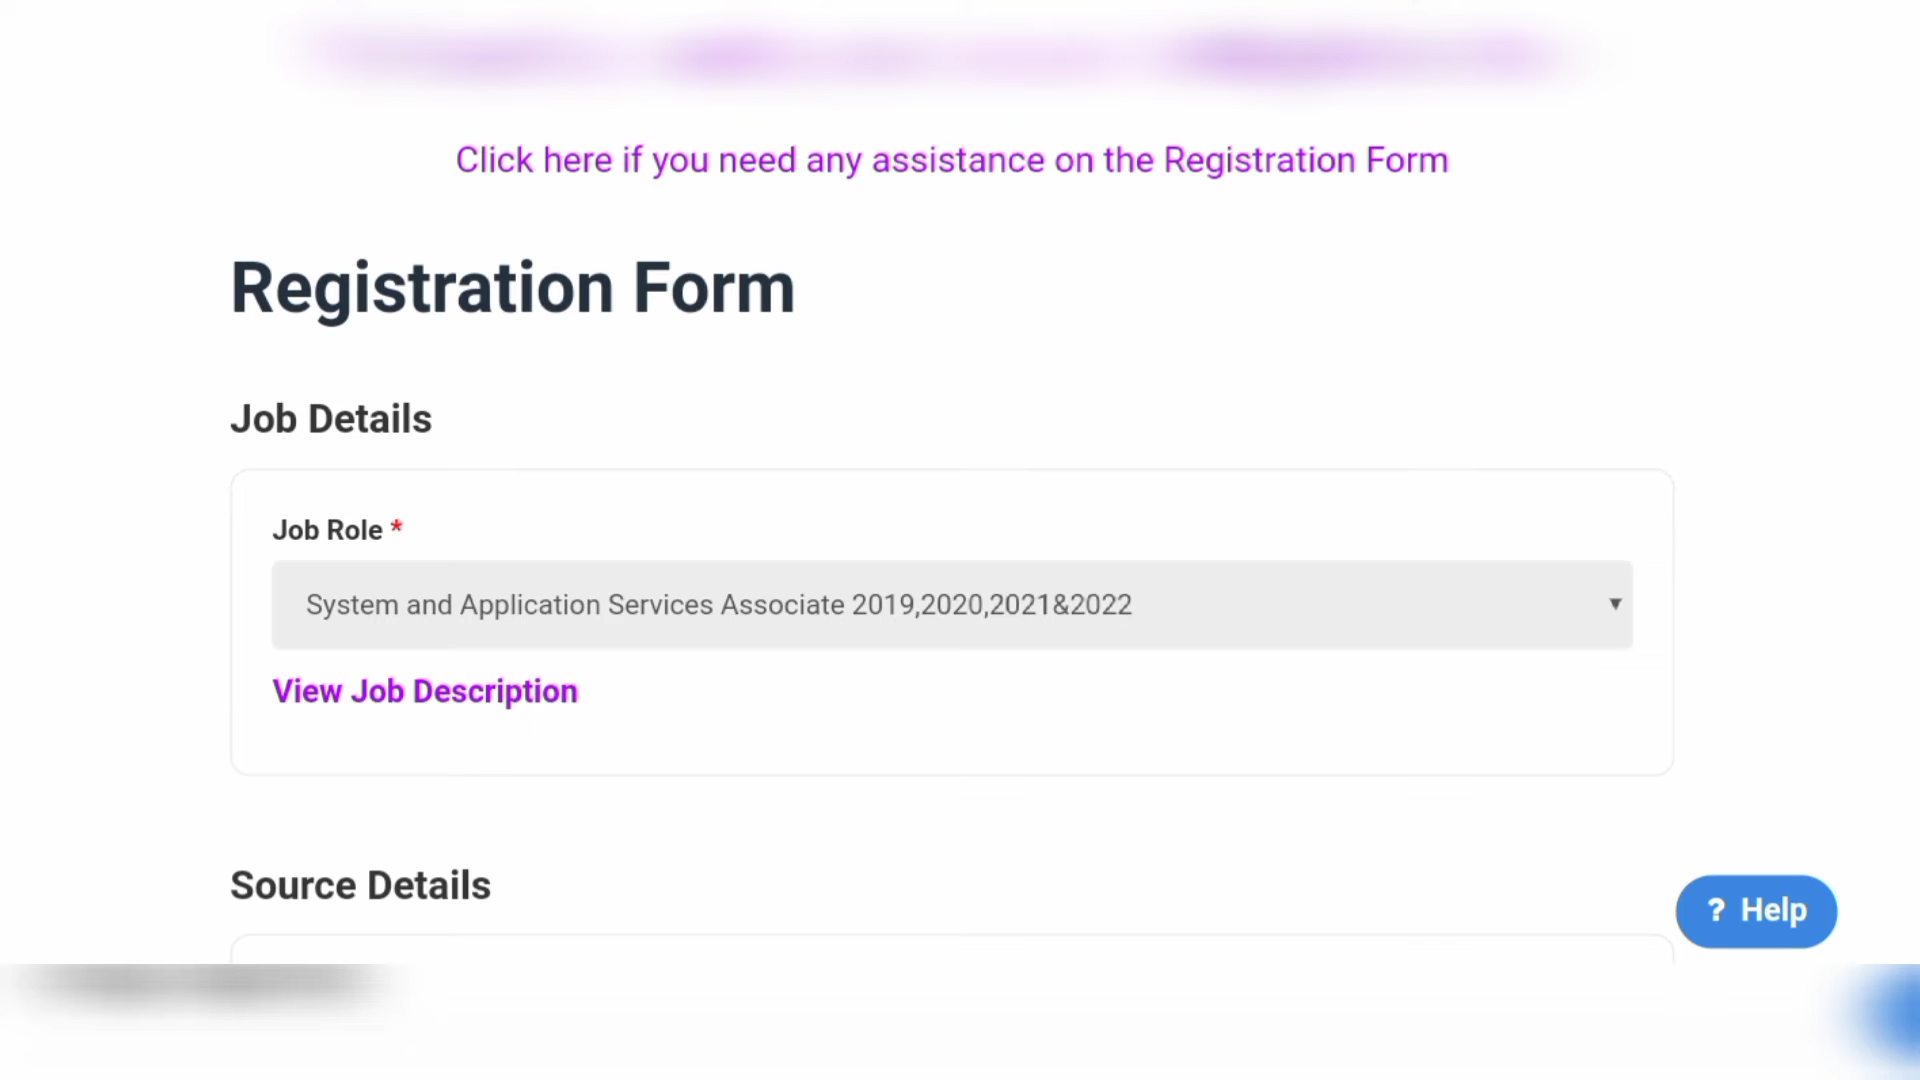 Click here if you need any assistance on the Registration Form
Registration Form
Job Details
Job Role *
System and Application Services Associate 2019,2020,2021&2022 ▼
View Job Description
Source Details
? Help